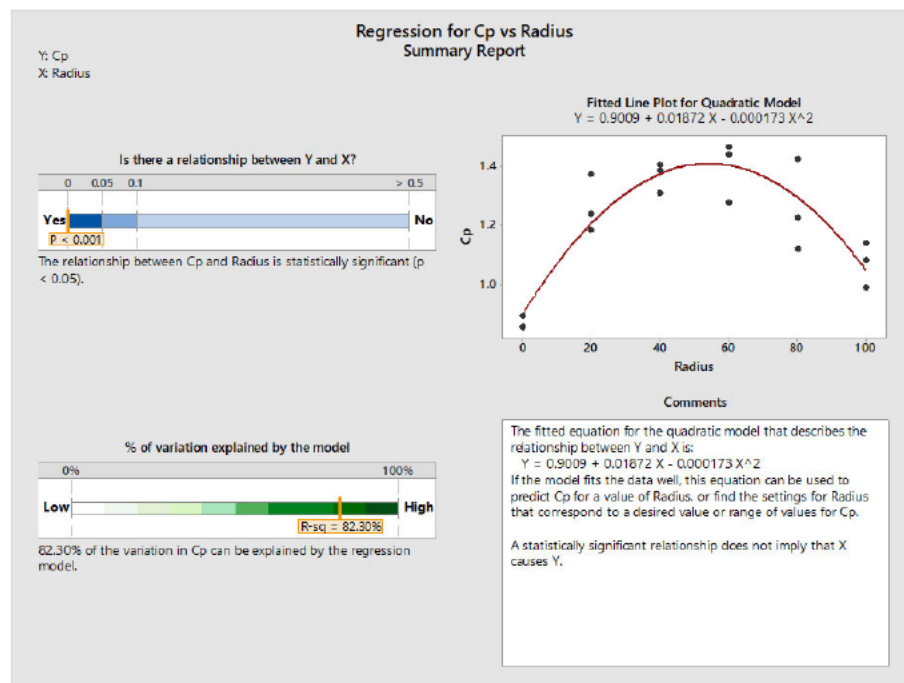 Regression for Cp vs Radius
Summary Report
Y: Cp
X: Radius
Is there a relationship between Y and X?
0 0.05 0.1 > 0.5
Yes No
P < 0.001
The relationship between Cp and Radius is statistically significant (p
< 0.05).
Fitted Line Plot for Quadratic Model
Y = 0.9009 + 0.01872 X - 0.000173 X^2
1.4
1.2
1.0
Cp
0 20 40 60 80 100
Radius
% of variation explained by the model
0% 100%
Low High
R-sq = 82.30%
82.30% of the variation in Cp can be explained by the regression
model.
Comments
The fitted equation for the quadratic model that describes the
relationship between Y and X is:
Y = 0.9009 + 0.01872 X - 0.000173 X^2
If the model fits the data well, this equation can be used to
predict Cp for a value of Radius, or find the settings for Radius
that correspond to a desired value or range of values for Cp.
A statistically significant relationship does not imply that X
causes Y.